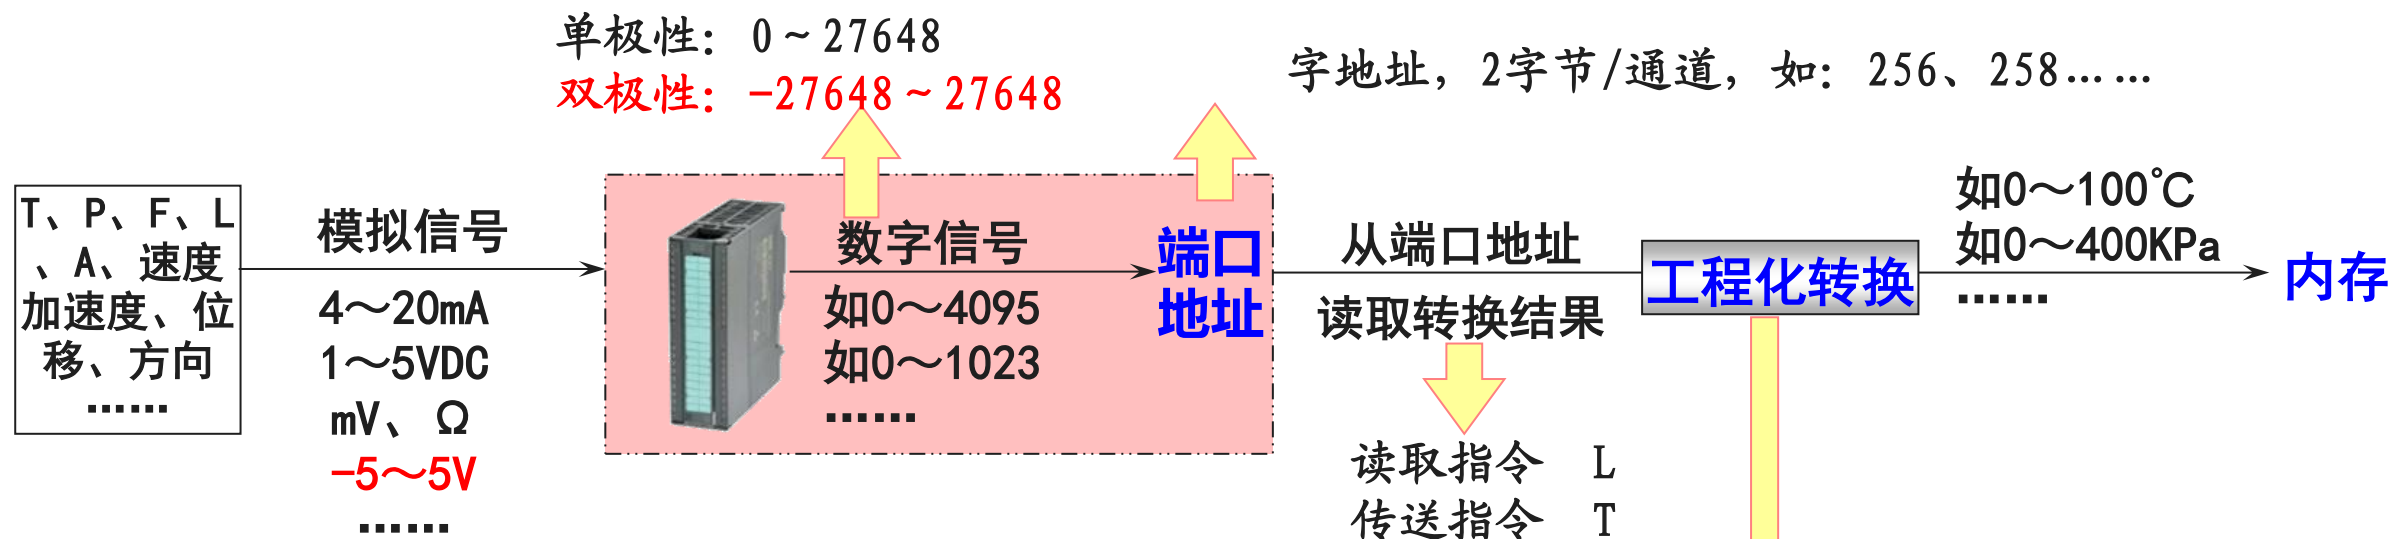 单极性：0～27648
双极性：-27648～27648
字地址，2字节/通道，如：256、258……
T、P、F、L
、A、速度
加速度、位
移、方向
……
模拟信号
4～20mA
1～5VDC
mV、Ω
-5～5V
……
数字信号
如0～4095
如0～1023
……
端口
地址
从端口地址
读取转换结果
读取指令 L
传送指令 T
工程化转换
如0～100℃
如0～400KPa
……
内存